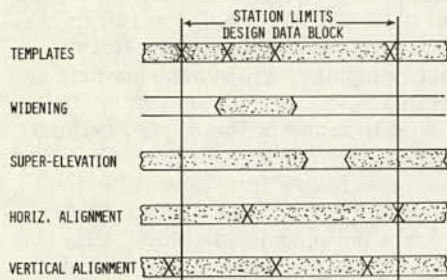 STATION LIMITS
DESIGN DATA BLOCK
TEMPLATES
WIDENING
SUPER-ELEVATION
HORIZ. ALIGNMENT
VERTICAL ALIGNMENT